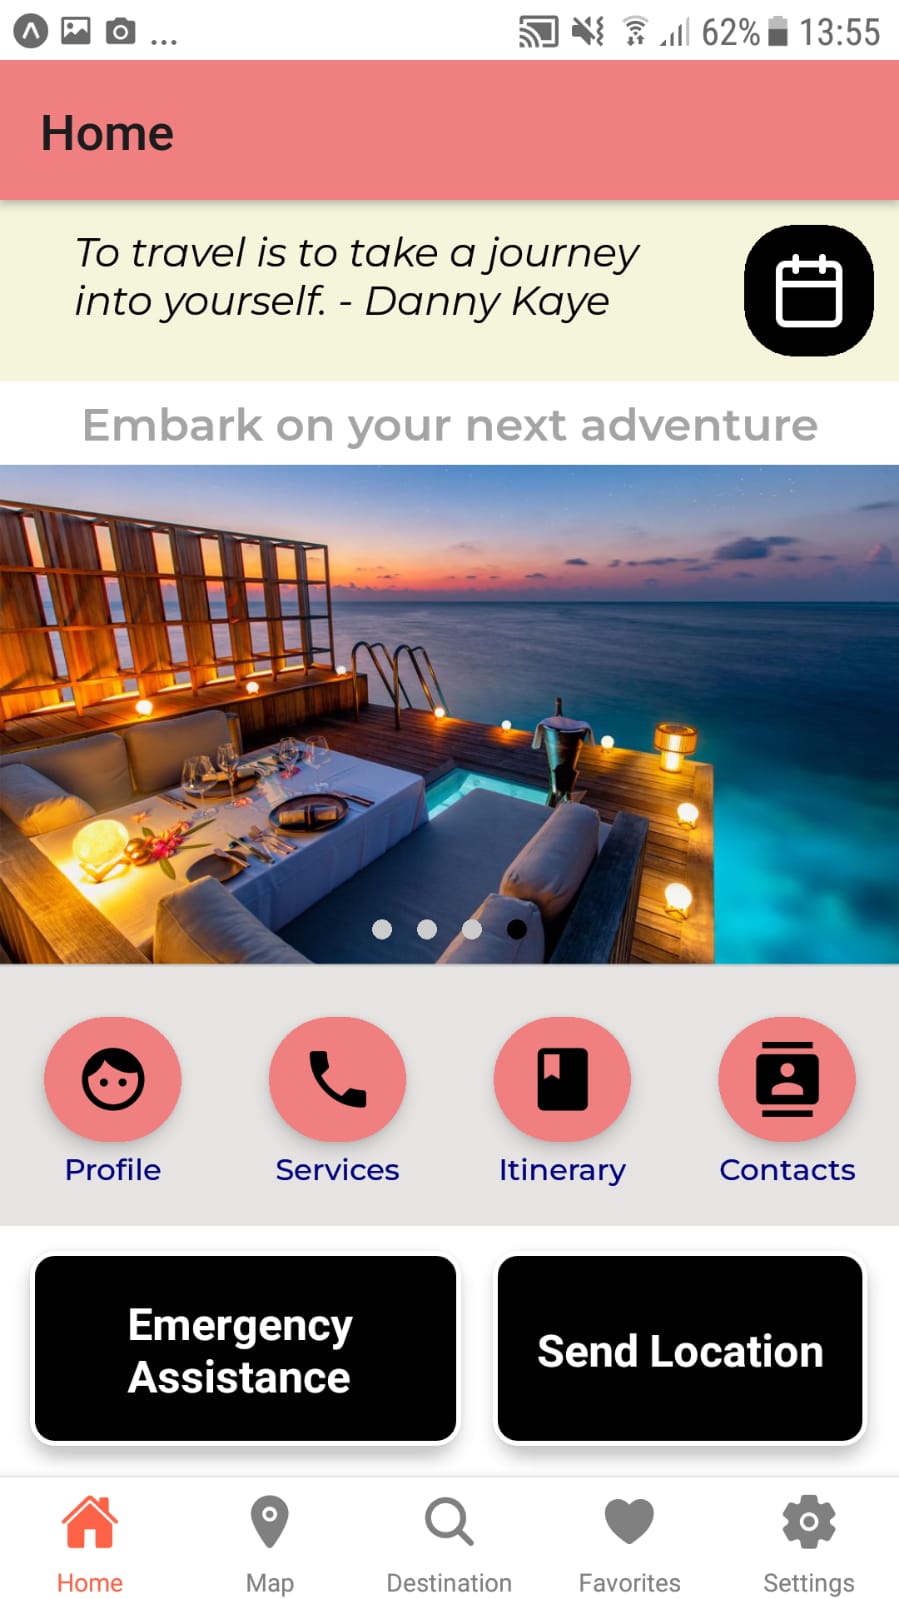 ... 62% 13:55
Home
To travel is to take a journey
into yourself. - Danny Kaye
Embark on your next adventure
Profile Services Itinerary Contacts
Emergency
Assistance
Send Location
Home Map Destination Favorites Settings